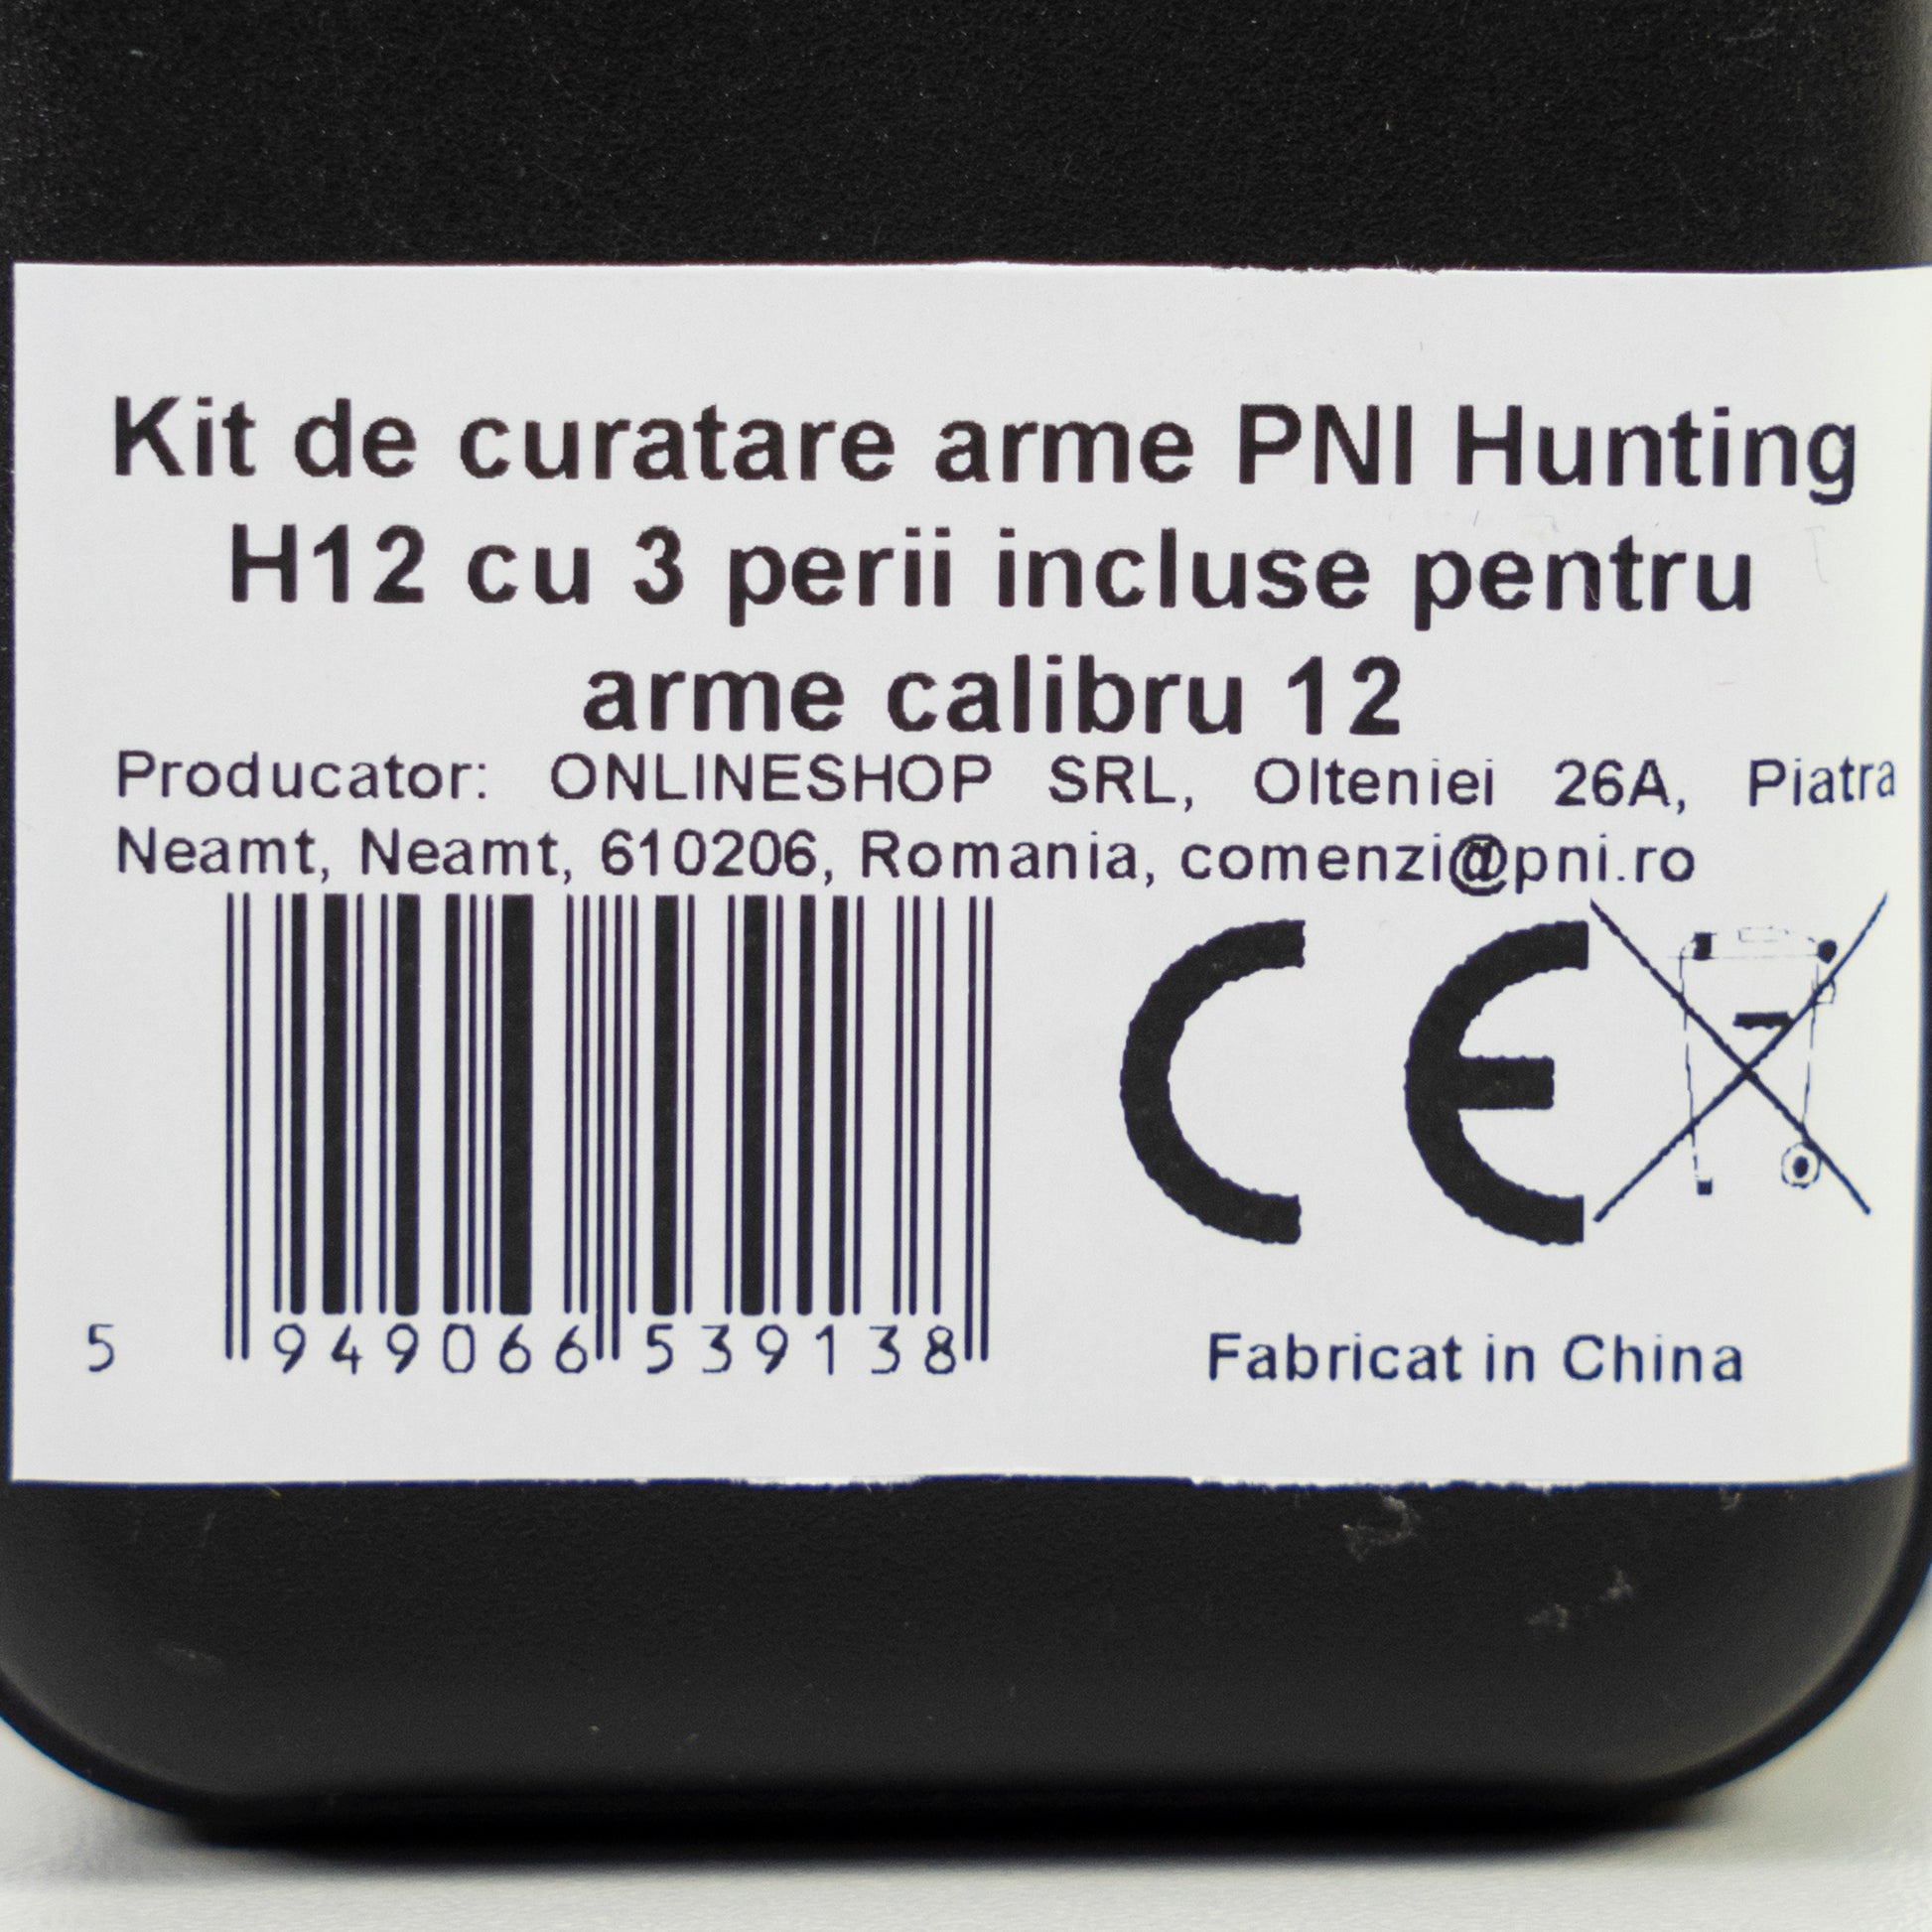 Kit de curatare arme PNI Hunting
H12 cu 3 perii incluse pentru
arme calibru 12
Producator: ONLINESHOP SRL, Olteniei 26A, Piatra
Neamt, Neamt, 610206, Romania, comenzi@pni.ro
CE
5 949066 539138
Fabricat in China